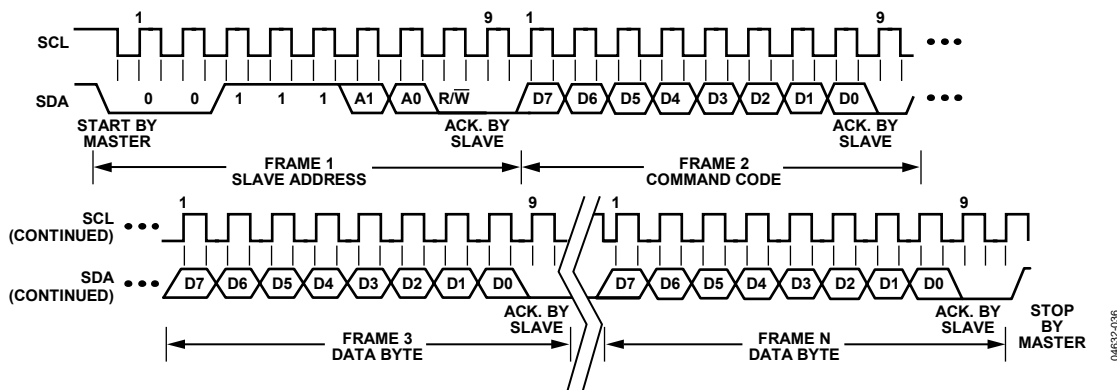 1 9 1 9
SCL
SDA 0 0 1 1 1 A1 A0 R/W̅ D7 D6 D5 D4 D3 D2 D1 D0
START BY MASTER
ACK. BY SLAVE
ACK. BY SLAVE
FRAME 1
SLAVE ADDRESS
FRAME 2
COMMAND CODE
1 9 1 9
SCL
(CONTINUED)
SDA
(CONTINUED)
D7 D6 D5 D4 D3 D2 D1 D0 D7 D6 D5 D4 D3 D2 D1 D0
ACK. BY
SLAVE
ACK. BY
SLAVE
STOP
BY
MASTER
FRAME 3
DATA BYTE
FRAME N
DATA BYTE
04632-036